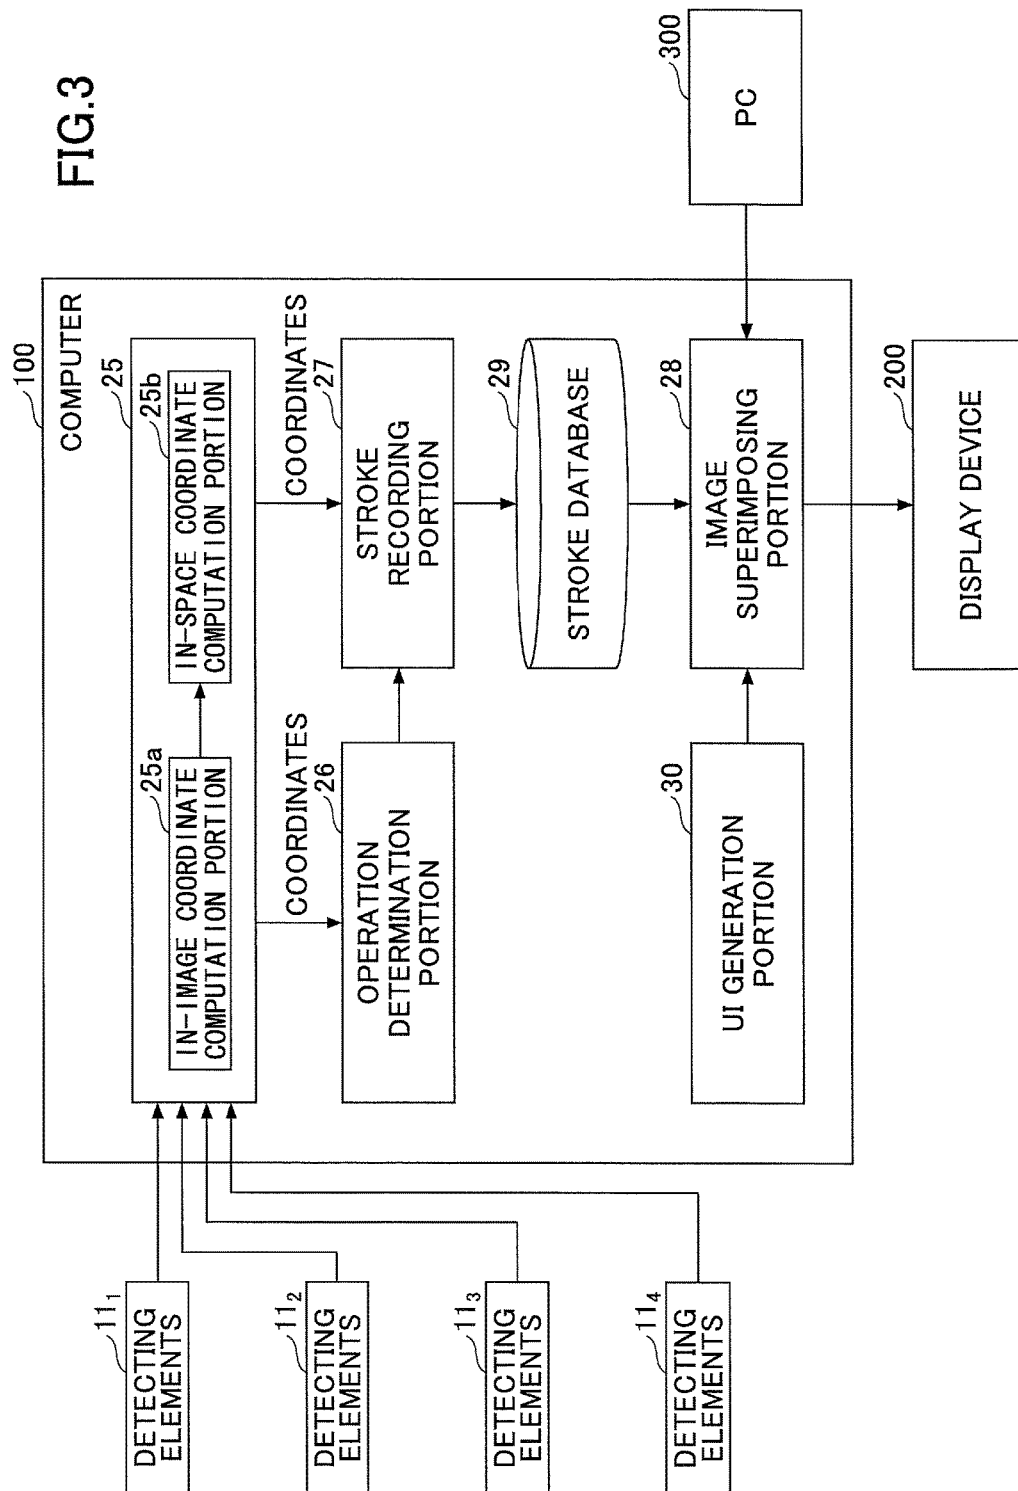 FIG.3
100
COMPUTER
25
25a
IN-IMAGE COORDINATE
COMPUTATION PORTION
25b
IN-SPACE COORDINATE
COMPUTATION PORTION
COORDINATES
COORDINATES
26
OPERATION
DETERMINATION
PORTION
27
STROKE
RECORDING
PORTION
29
STROKE DATABASE
30
UI GENERATION
PORTION
28
IMAGE
SUPERIMPOSING
PORTION
300
PC
200
DISPLAY DEVICE
11₁
DETECTING
ELEMENTS
11₂
DETECTING
ELEMENTS
11₃
DETECTING
ELEMENTS
11₄
DETECTING
ELEMENTS